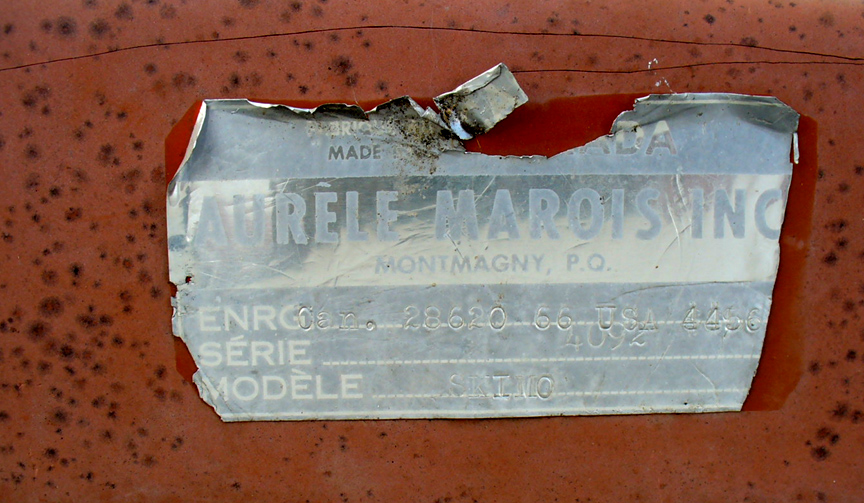 MADE
AURÈLE MAROIS INC
MONTMAGNY, P.Q.
ENRG Can. 28620 66 USA 4456
SÉRIE 4092
MODÈLE SKIMO